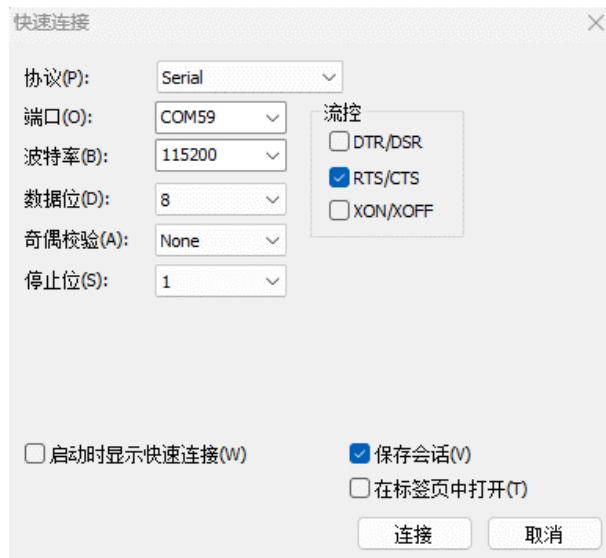 快速连接
协议(P): Serial
端口(O): COM59
波特率(B): 115200
数据位(D): 8
奇偶校验(A): None
停止位(S): 1
流控
DTR/DSR
RTS/CTS
XON/XOFF
启动时显示快速连接(W)
保存会话(V)
在标签页中打开(T)
连接
取消